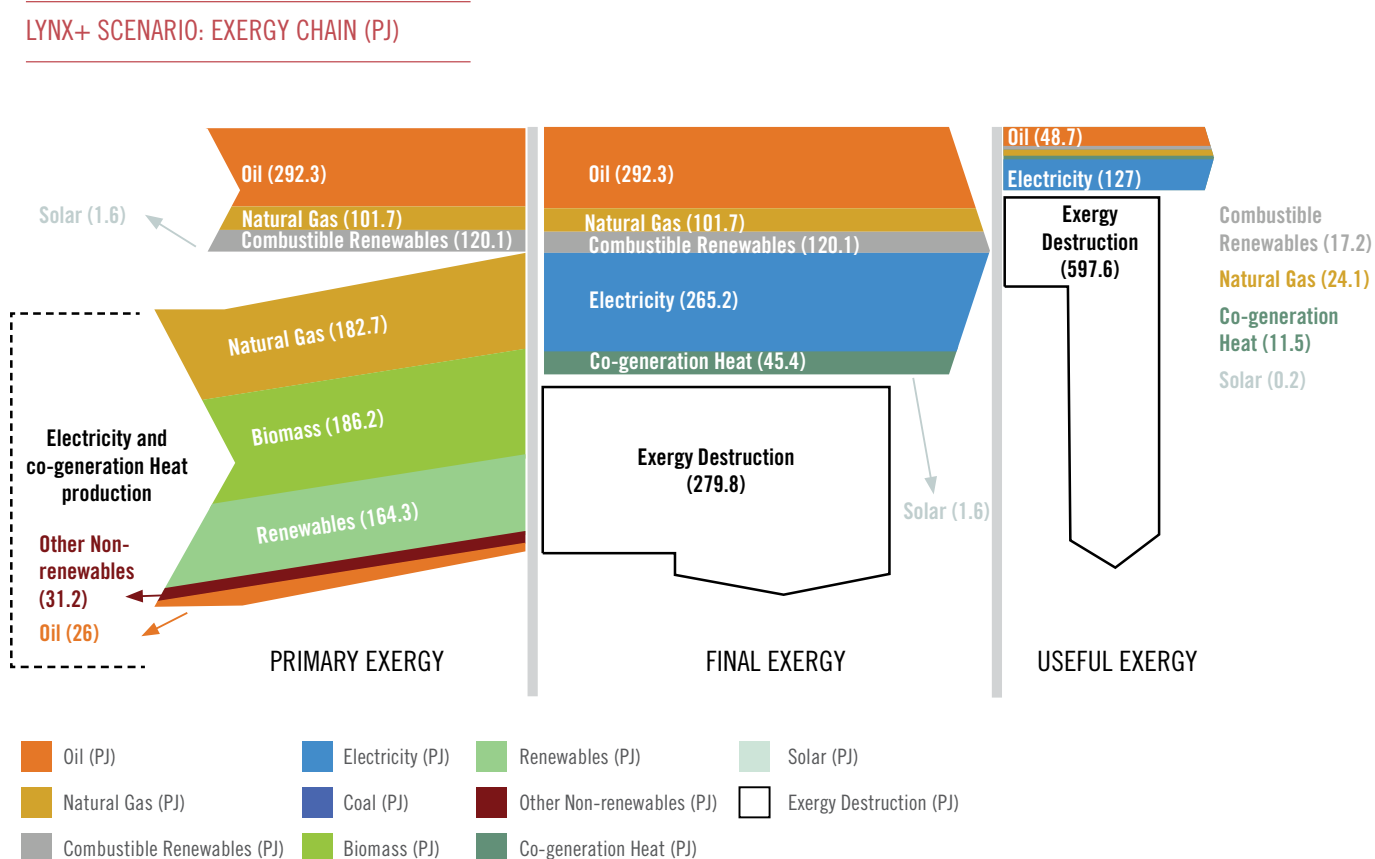 LYNX+ SCENARIO: EXERGY CHAIN (PJ)
Oil (292.3)
Solar (1.6)
Natural Gas (101.7)
Combustible Renewables (120.1)
Natural Gas (182.7)
Biomass (186.2)
Renewables (164.3)
Electricity and
co-generation Heat
production
Other Non-
renewables
(31.2)
Oil (26)
PRIMARY EXERGY
Oil (292.3)
Natural Gas (101.7)
Combustible Renewables (120.1)
Electricity (265.2)
Co-generation Heat (45.4)
Exergy Destruction
(279.8)
Solar (1.6)
FINAL EXERGY
Oil (48.7)
Electricity (127)
Exergy
Destruction
(597.6)
Combustible
Renewables (17.2)
Natural Gas (24.1)
Co-generation
Heat (11.5)
Solar (0.2)
USEFUL EXERGY
Oil (PJ)
Natural Gas (PJ)
Combustible Renewables (PJ)
Electricity (PJ)
Coal (PJ)
Biomass (PJ)
Renewables (PJ)
Other Non-renewables (PJ)
Co-generation Heat (PJ)
Solar (PJ)
Exergy Destruction (PJ)